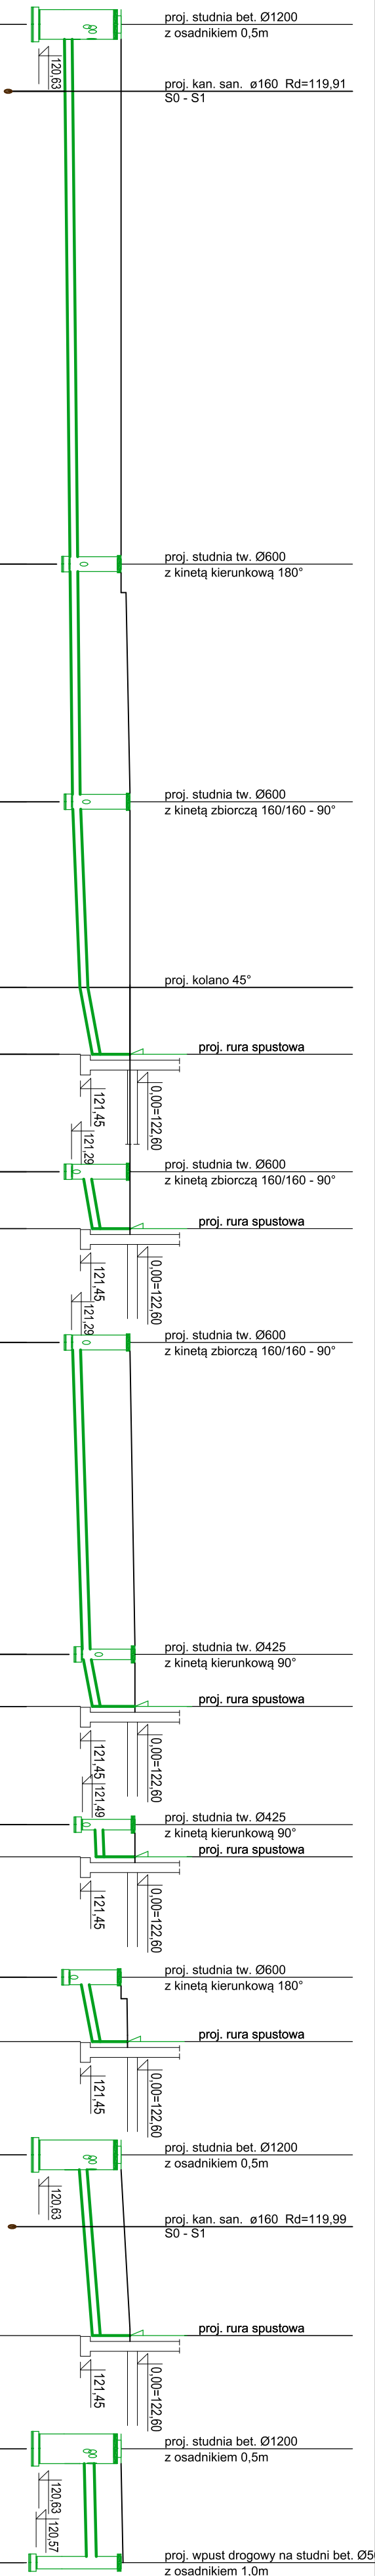 proj. studnia bet. Ø1200
z osadnikiem 0,5m
120,63
proj. kan. san. ø160 Rd=119,91
S0 - S1
proj. studnia tw. Ø600
z kinetą kierunkową 180°
proj. studnia tw. Ø600
z kinetą zbiorczą 160/160 - 90°
proj. kolano 45°
proj. rura spustowa
121,45
0,00=122,60
121,29
proj. studnia tw. Ø600
z kinetą zbiorczą 160/160 - 90°
proj. rura spustowa
121,45
0,00=122,60
121,29
proj. studnia tw. Ø600
z kinetą zbiorczą 160/160 - 90°
proj. studnia tw. Ø425
z kinetą kierunkową 90°
proj. rura spustowa
121,45
0,00=122,60
121,49
proj. studnia tw. Ø425
z kinetą kierunkową 90°
proj. rura spustowa
121,45
0,00=122,60
proj. studnia tw. Ø600
z kinetą kierunkową 180°
proj. rura spustowa
121,45
0,00=122,60
proj. studnia bet. Ø1200
z osadnikiem 0,5m
120,63
proj. kan. san. ø160 Rd=119,99
S0 - S1
proj. rura spustowa
121,45
0,00=122,60
proj. studnia bet. Ø1200
z osadnikiem 0,5m
120,63
120,57
proj. wpust drogowy na studni bet.
z osadnikiem 1,0m